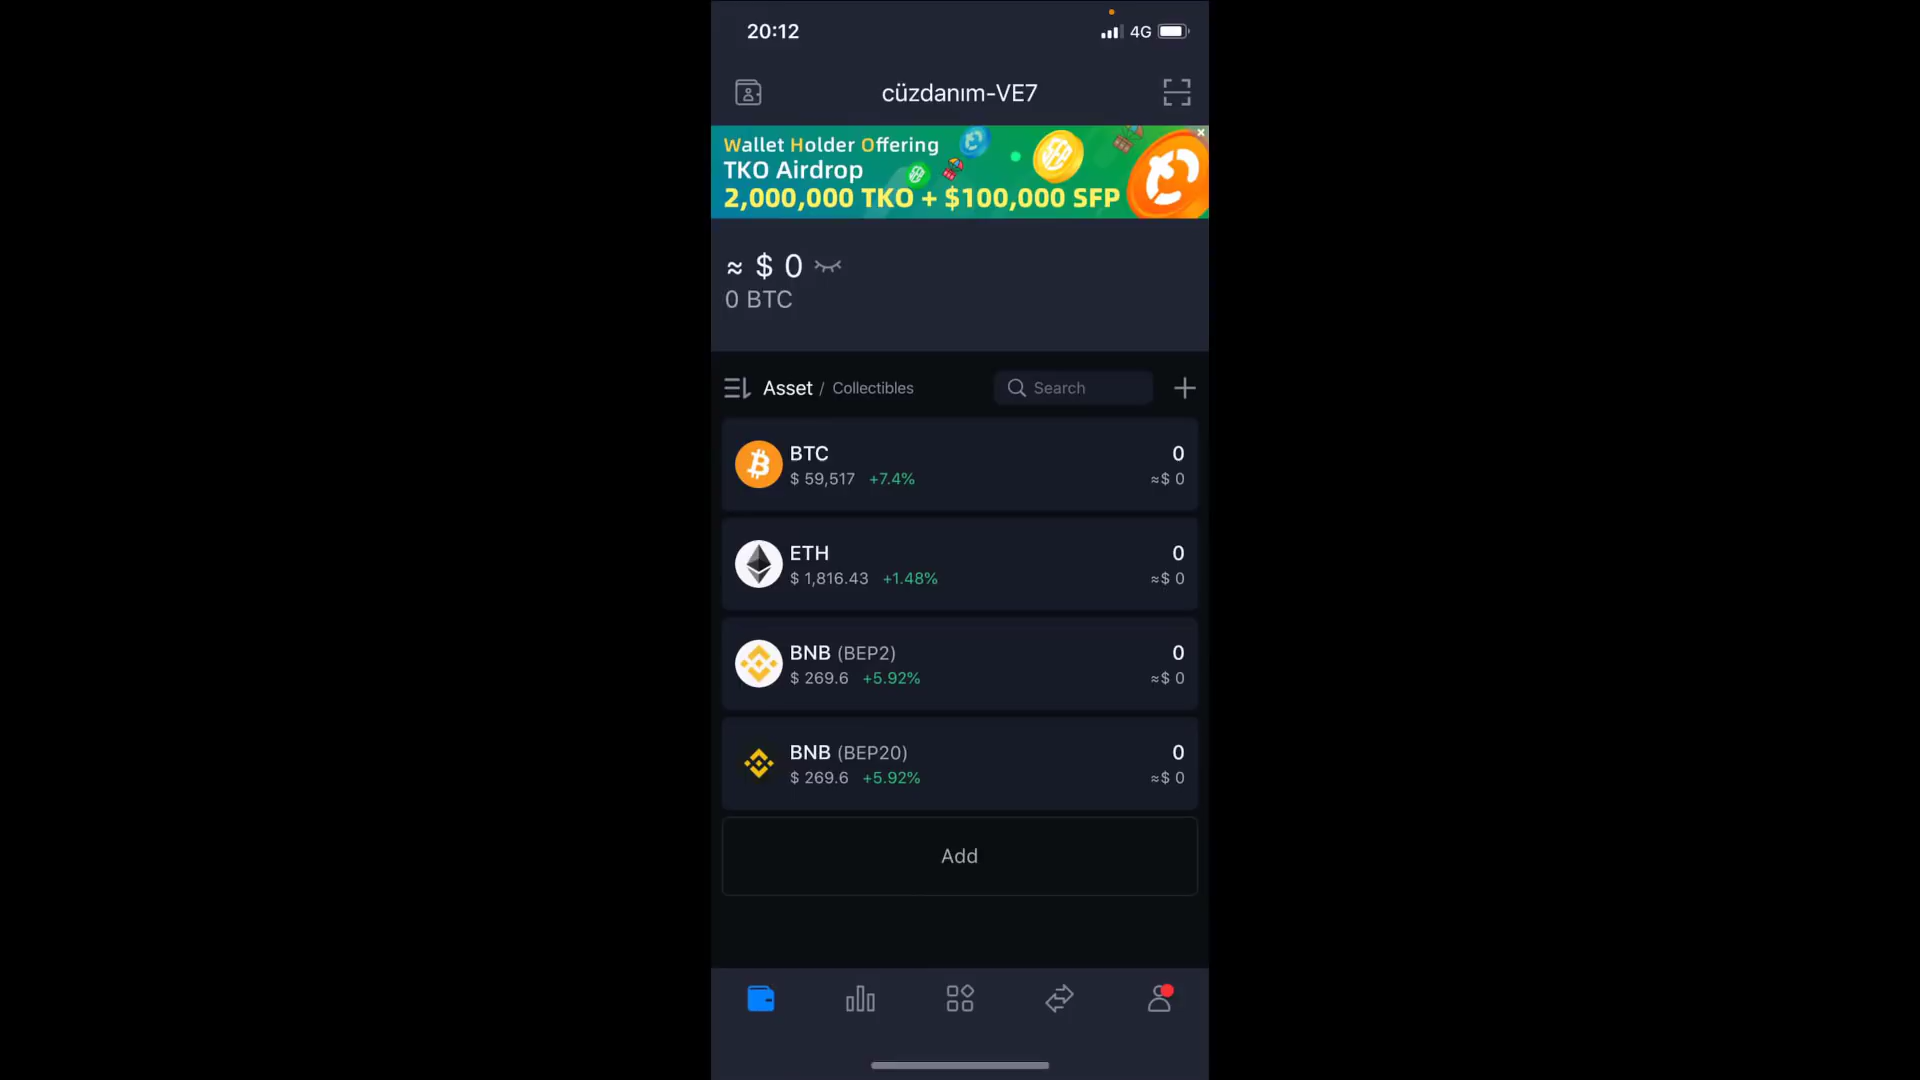 20:12
4G
cüzdanım-VE7
Wallet Holder Offering
TKO Airdrop
2,000,000 TKO + $100,000 SFP
≈ $ 0
0 BTC
Asset / Collectibles
Search
BTC
0
$ 59,517 +7.4%
≈$ 0
ETH
0
$ 1,816.43 +1.48%
≈$ 0
BNB (BEP2)
0
$ 269.6 +5.92%
≈$ 0
BNB (BEP20)
0
$ 269.6 +5.92%
≈$ 0
Add